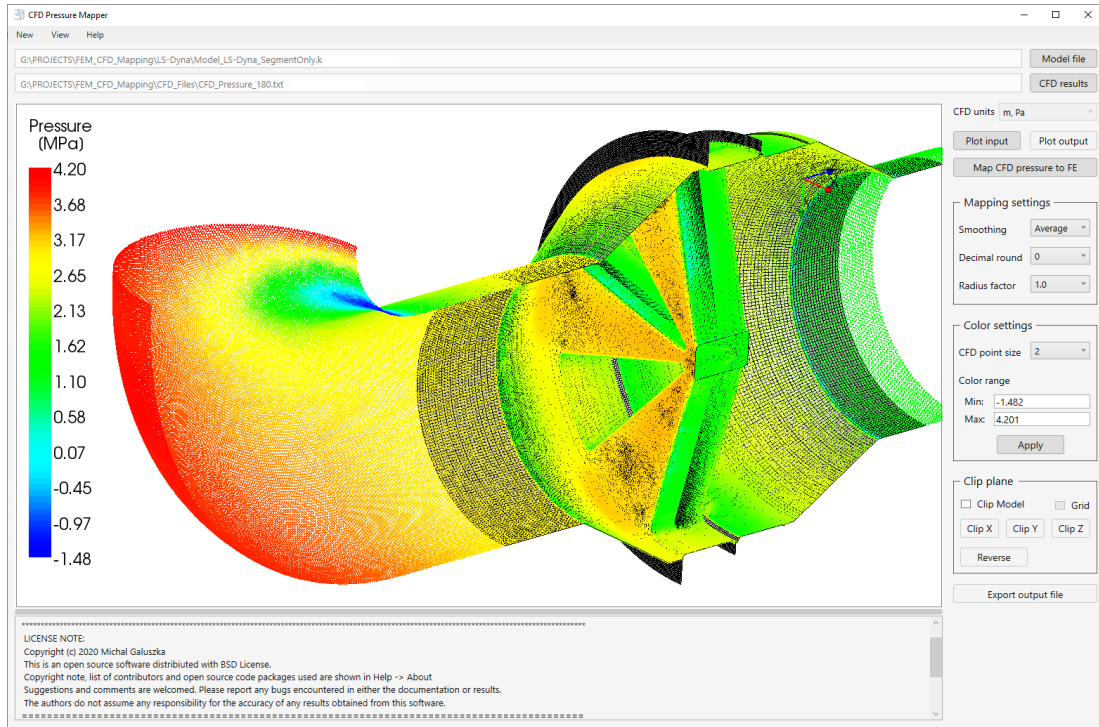 CFD Pressure Mapper
New View Help
G:\PROJECTS\FEM_CFD_Mapping\LS-Dyna\Model_LS-Dyna_SegmentOnly.k
Model file
G:\PROJECTS\FEM_CFD_Mapping\CFD_Files\CFD_Pressure_180.txt
CFD results
Pressure
(MPa)
4.20
3.68
3.17
2.65
2.13
1.62
1.10
0.58
0.07
-0.45
-0.97
-1.48
CFD units m, Pa
Plot input Plot output
Map CFD pressure to FE
Mapping settings
Smoothing Average
Decimal round 0
Radius factor 1.0
Color settings
CFD point size 2
Color range
Min: -1.482
Max: 4.201
Apply
Clip plane
Clip Model Grid
Clip X Clip Y Clip Z
Reverse
Export output file
LICENSE NOTE:
Copyright (c) 2020 Michal Galuszka
This is an open source software distribiuted with BSD License.
Copyright note, list of contributors and open source code packages used are shown in Help -> About
Suggestions and comments are welcomed. Please report any bugs encountered in either the documentation or results.
The authors do not assume any responsibility for the accuracy of any results obtained from this software.